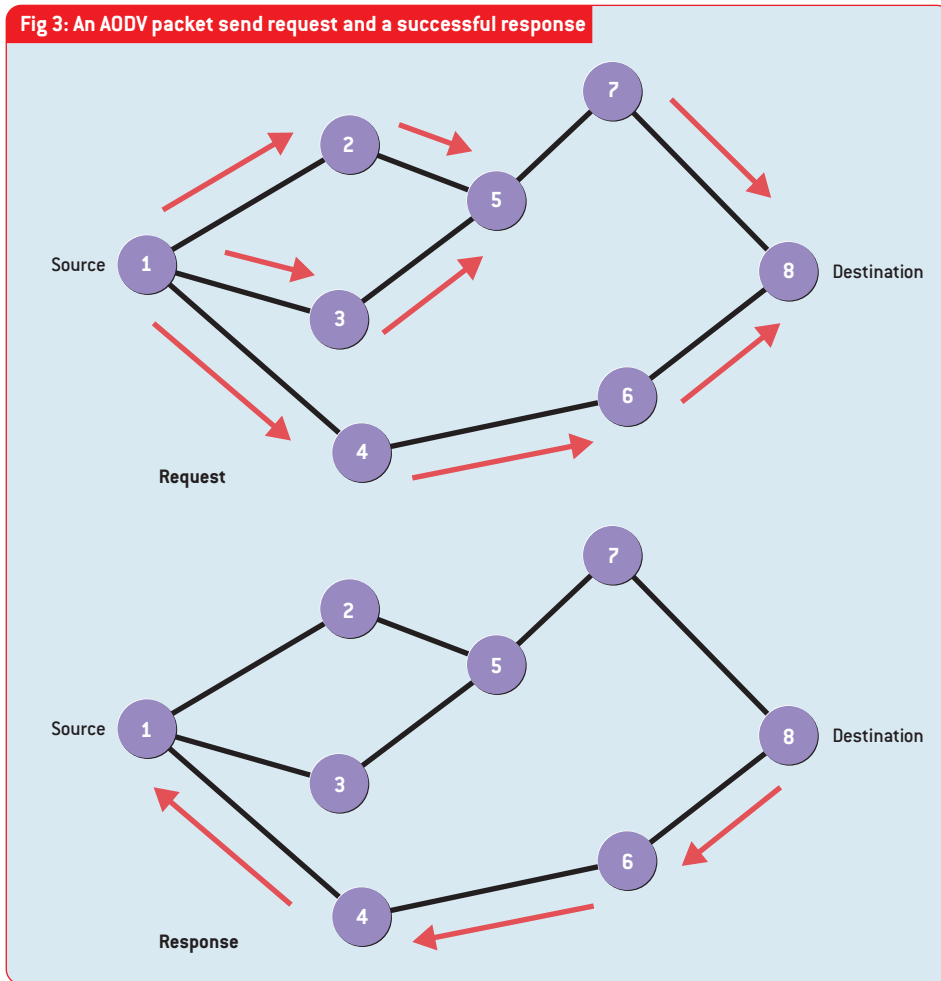 Fig 3: An AODV packet send request and a successful response
7
2
5
Source
1
8
Destination
3
6
4
Request
7
2
5
Source
1
8
Destination
3
6
4
Response